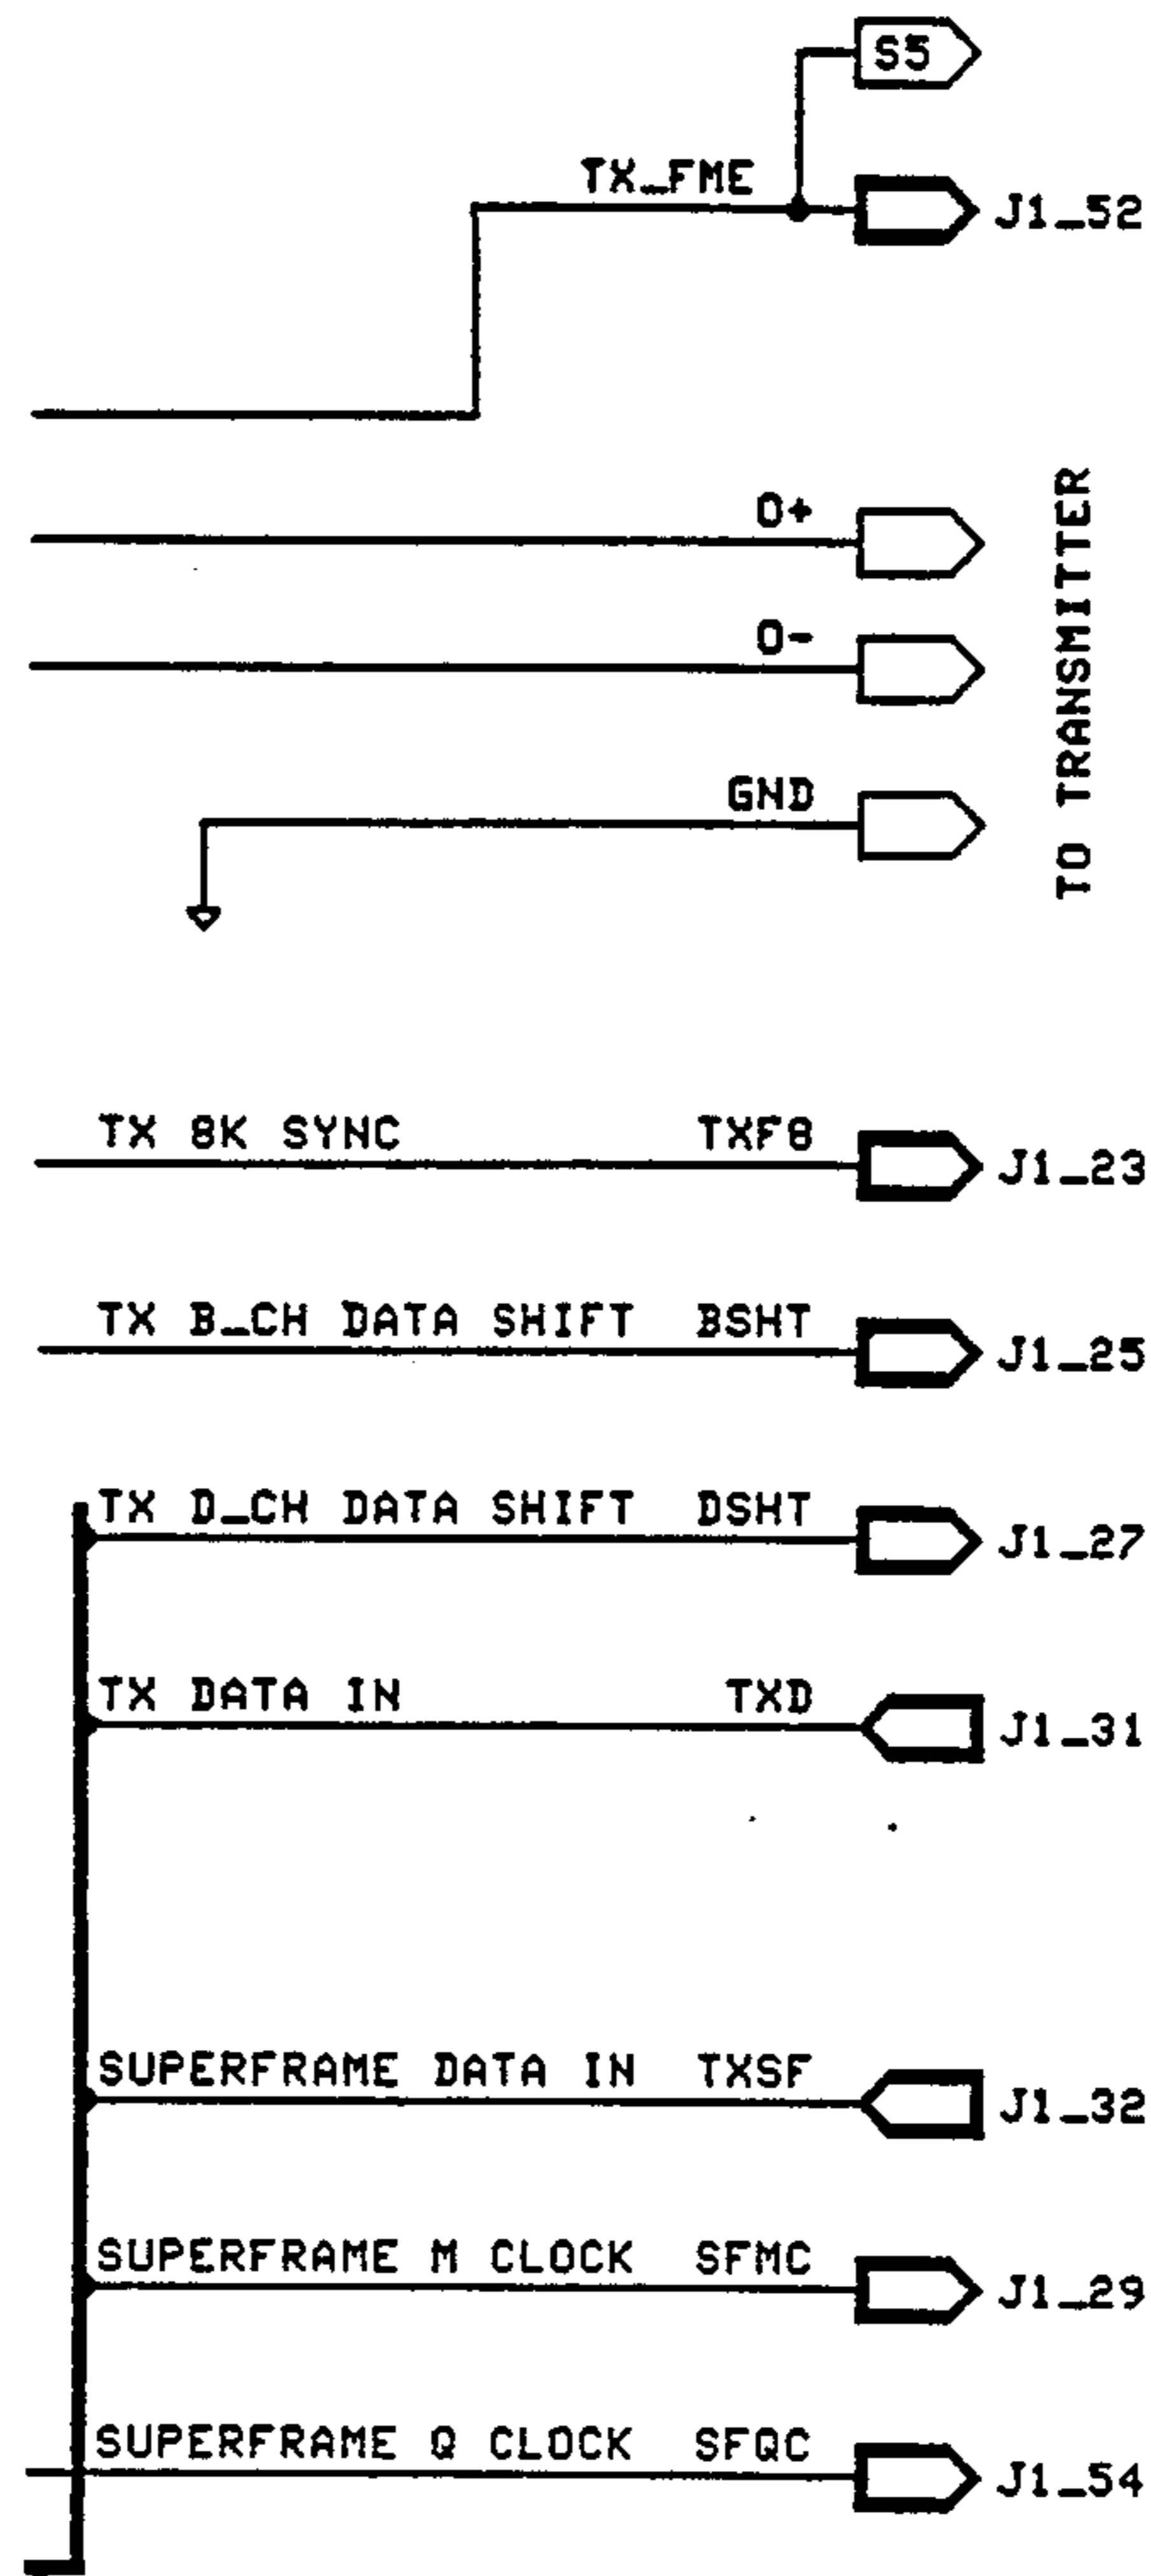 S5
TX_FME J1_52
O+
O-
GND
TO TRANSMITTER
TX 8K SYNC TXF8 J1_23
TX B_CH DATA SHIFT BSHT J1_25
TX D_CH DATA SHIFT DSHT J1_27
TX DATA IN TXD J1_31
SUPERFRAME DATA IN TXSF J1_32
SUPERFRAME M CLOCK SFMC J1_29
SUPERFRAME Q CLOCK SFQC J1_54